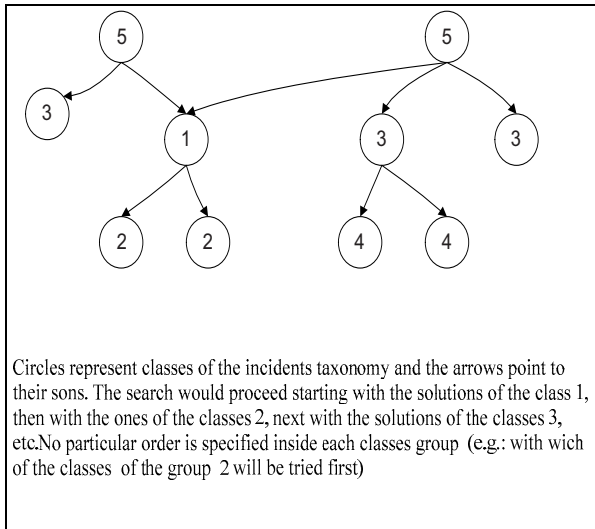 5 5
3
1 3 3
2 2 4 4
Circles represent classes of the incidents taxonomy and the arrows point to
their sons. The search would proceed starting with the solutions of the class 1,
then with the ones of the classes 2, next with the solutions of the classes 3,
etc.No particular order is specified inside each classes group (e.g.: with wich
of the classes of the group 2 will be tried first)